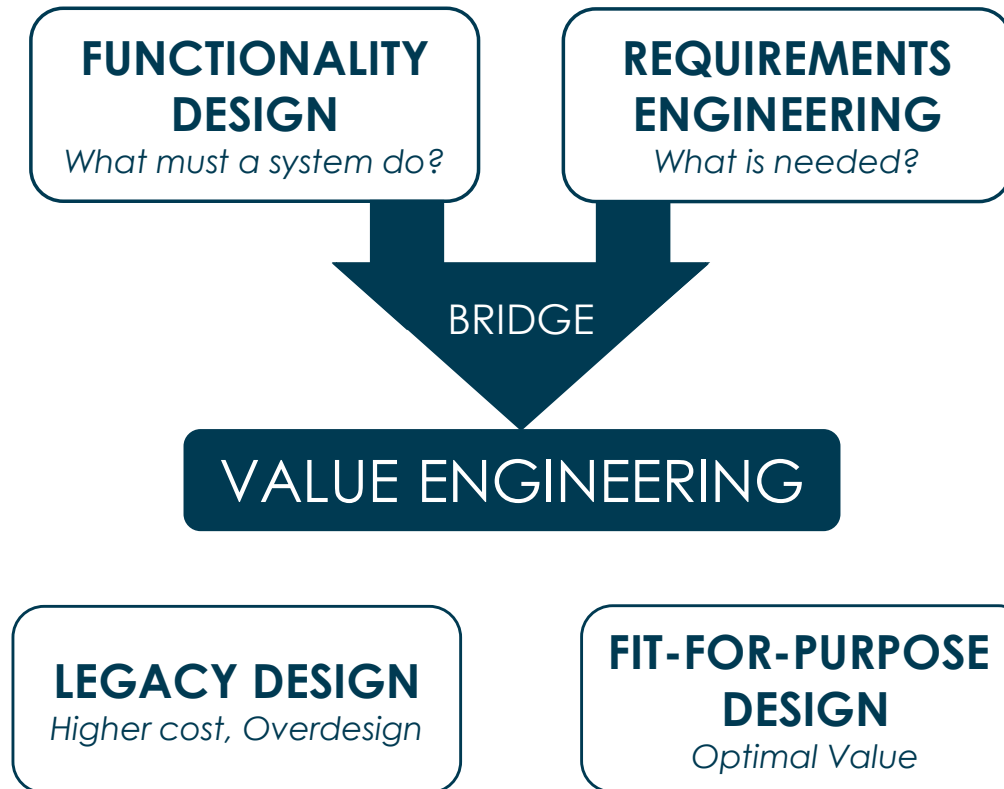 FUNCTIONALITY
DESIGN
What must a system do?
REQUIREMENTS
ENGINEERING
What is needed?
BRIDGE
VALUE ENGINEERING
LEGACY DESIGN
Higher cost, Overdesign
FIT-FOR-PURPOSE
DESIGN
Optimal Value